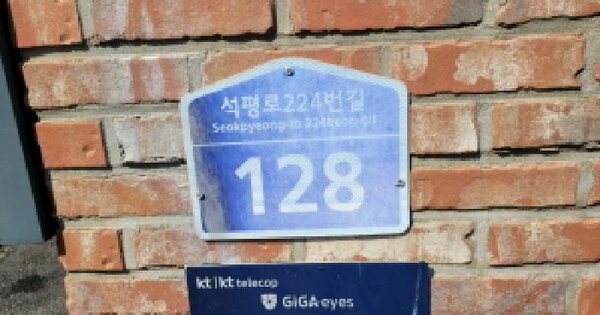 석평로224번길
Seokpyeong-ro 224beon-gil
128
kt | kt telecop
GiGA eyes